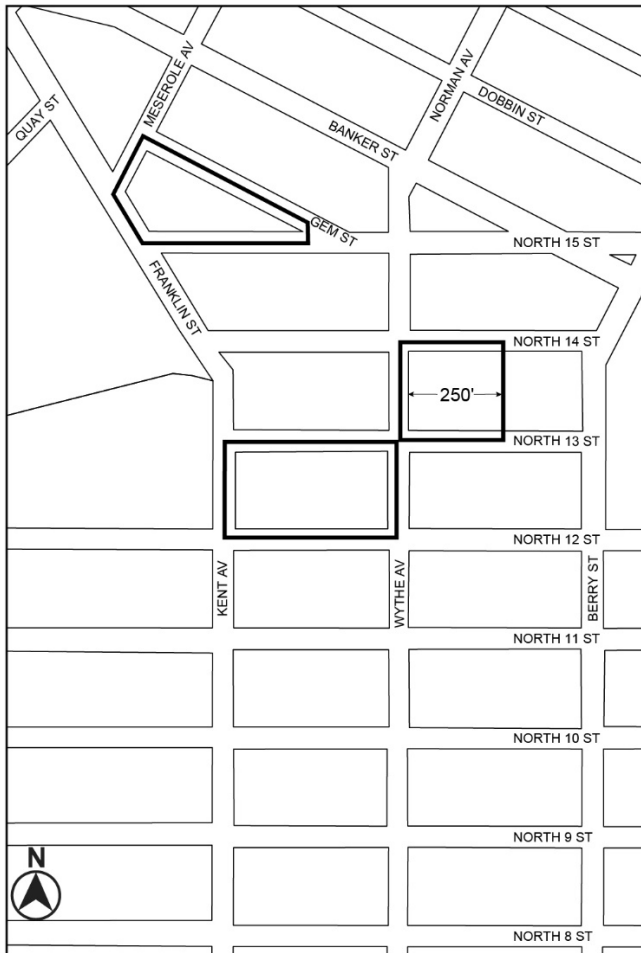 MESEROLE AV
QUAY ST
NORMAN AV
DOBBIN ST
BANKER ST
GEM ST
NORTH 15 ST
FRANKLIN ST
NORTH 14 ST
250'
NORTH 13 ST
NORTH 12 ST
KENT AV
WYTHE AV
BERRY ST
NORTH 11 ST
NORTH 10 ST
NORTH 9 ST
N
NORTH 8 ST